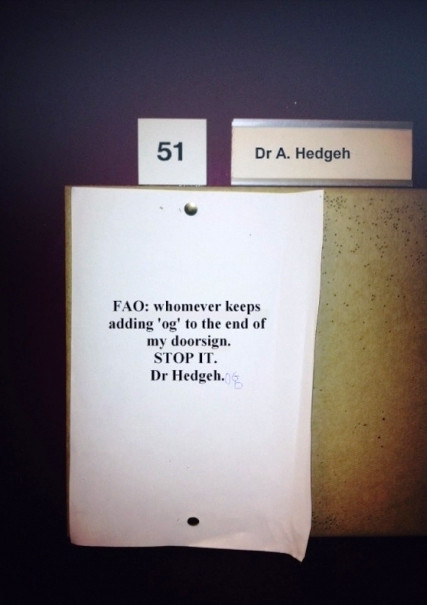 51
Dr A. Hedgeh
FAO: whomever keeps
adding 'og' to the end of
my doorsign.
STOP IT.
Dr Hedgeh.og